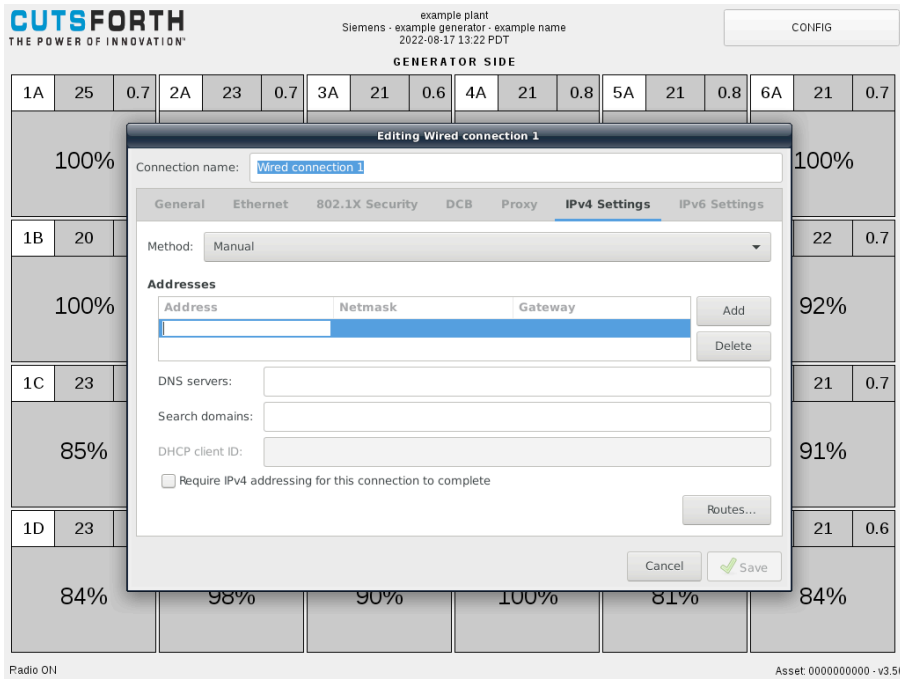 CUTSFORTH
THE POWER OF INNOVATION"
example plant
Siemens - example generator - example name
2022-08-17 13:22 PDT
CONFIG
GENERATOR SIDE
1A 25 0.7 2A 23 0.7 3A 21 0.6 4A 21 0.8 5A 21 0.8 6A 21 0.7
Editing Wired connection 1
100% 100%
Connection name: Wired connection 1
General Ethernet 802.1X Security DCB Proxy IPv4 Settings IPv6 Settings
1B 20 22 0.7
Method: Manual
Addresses
Address Netmask Gateway
100% 92%
Add
Delete
1C 23 21 0.7
DNS servers:
Search domains:
85% 91%
DHCP client ID:
Require IPv4 addressing for this connection to complete
Routes...
1D 23 21 0.6
Cancel Save
84% 98% 90% 100% 81% 84%
Radio ON
Asset: 0000000000 - v3.50